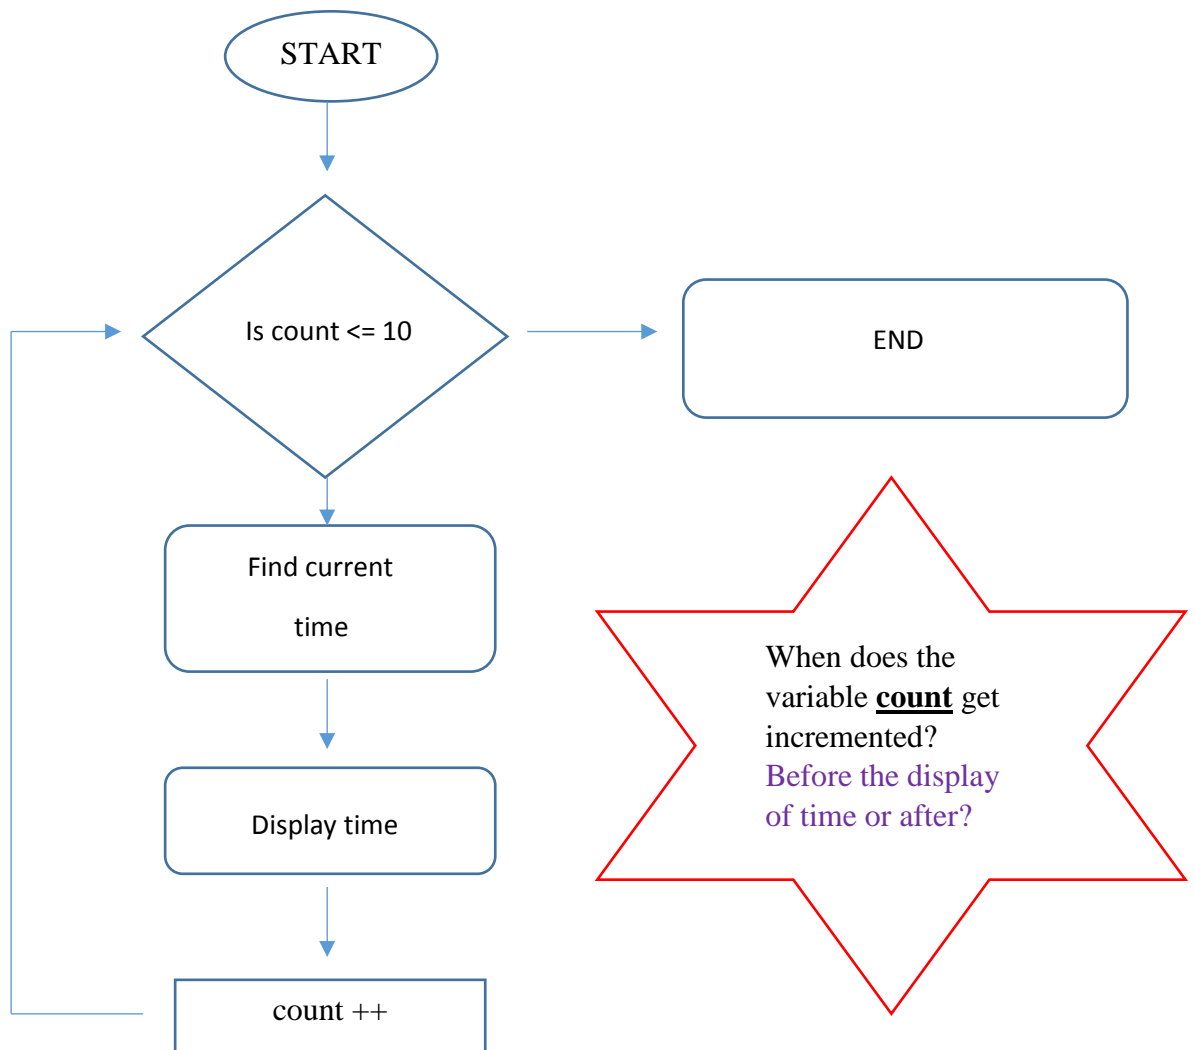 START
Is count <= 10
END
Find current
time
When does the
variable count get
incremented?
Before the display
of time or after?
Display time
count ++